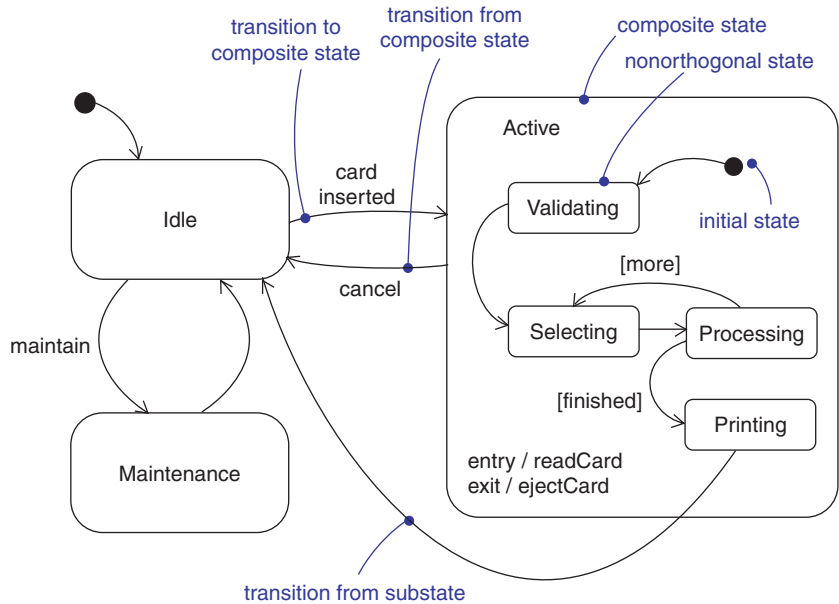 transition to
composite state
transition from
composite state
composite state
nonorthogonal state
Active
card
inserted
Idle
Validating
initial state
cancel
[more]
maintain
Selecting
Processing
[finished]
Printing
Maintenance
entry / readCard
exit / ejectCard
transition from substate